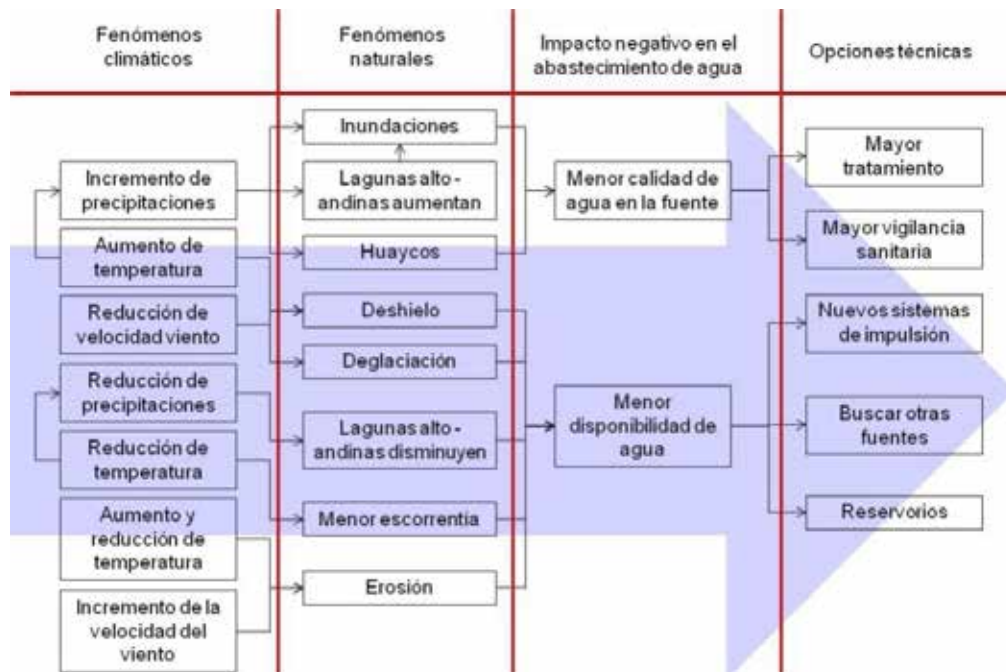 Fenómenos
climáticos
Fenómenos
naturales
Impacto negativo en el
abastecimiento de agua
Opciones técnicas
Incremento de
precipitaciones
Aumento de
temperatura
Reducción de
velocidad viento
Reducción de
precipitaciones
Reducción de
temperatura
Aumento y
reducción de
temperatura
Incremento de la
velocidad del
viento
Inundaciones
Lagunas alto -
andinas aumentan
Huaycos
Deshielo
Deglaciación
Lagunas alto -
andinas disminuyen
Menor escorrentía
Erosión
Menor calidad de
agua en la fuente
Menor
disponibilidad de
agua
Mayor
tratamiento
Mayor vigilancia
sanitaria
Nuevos sistemas
de impulsión
Buscar otras
fuentes
Reservorios